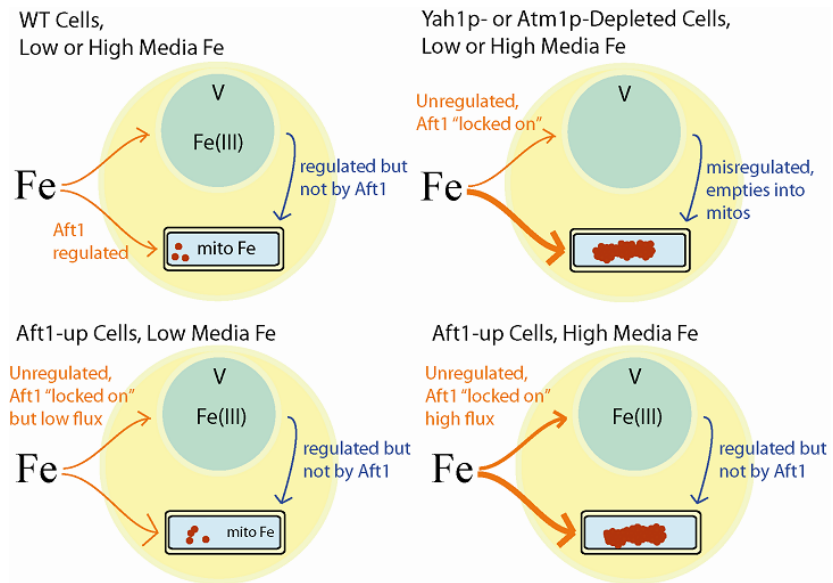 WT Cells,
Low or High Media Fe
V
Fe(III)
Fe
regulated but
not by Aft1
Aft1
regulated
mito Fe
Yah1p- or Atm1p-Depleted Cells,
Low or High Media Fe
Unregulated,
Aft1 "locked on"
V
Fe
misregulated,
empties into
mitos
Aft1-up Cells, Low Media Fe
Unregulated,
Aft1 "locked on"
but low flux
V
Fe(III)
Fe
regulated but
not by Aft1
mito Fe
Aft1-up Cells, High Media Fe
Unregulated,
Aft1 "locked on"
high flux
V
Fe(III)
Fe
regulated but
not by Aft1